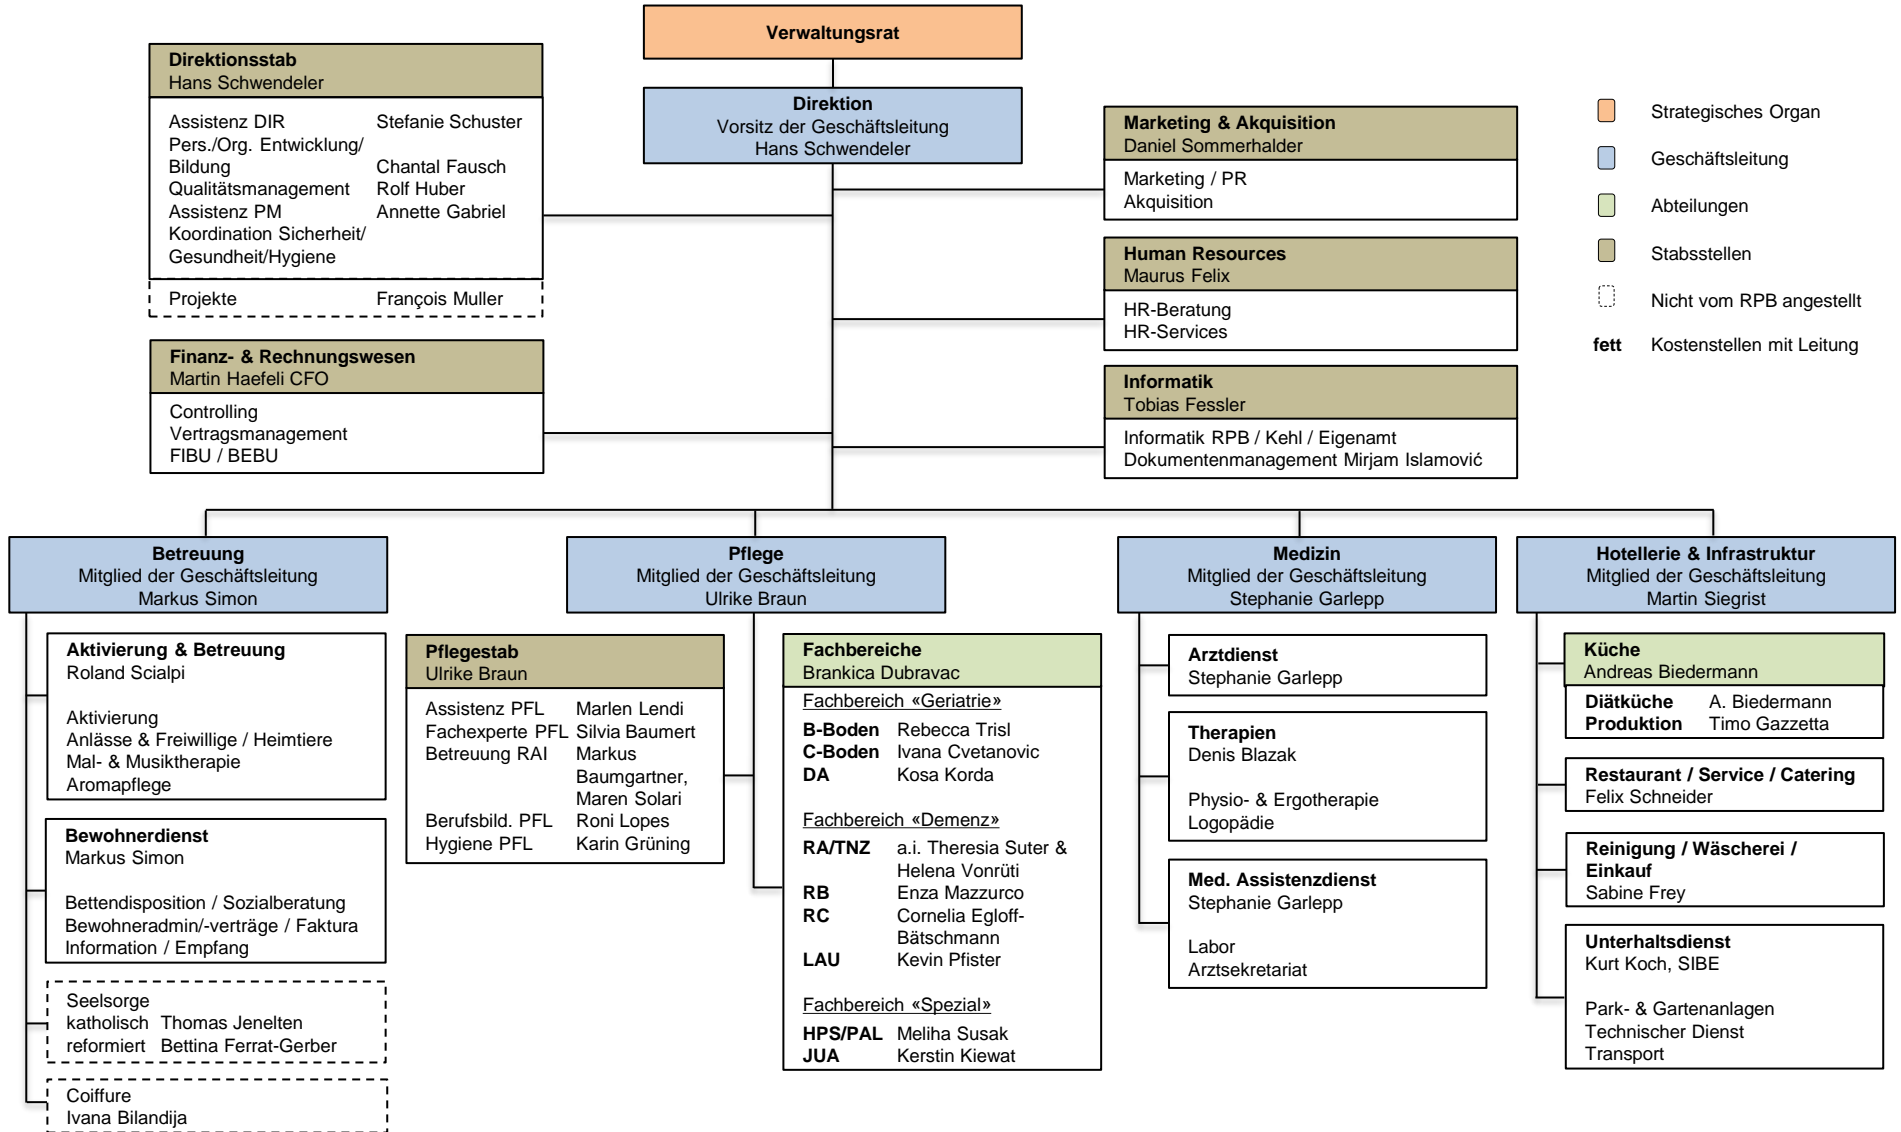 Verwaltungsrat
Direktionsstab
Hans Schwendeler
Assistenz DIR Stefanie Schuster
Pers./Org. Entwicklung/
Bildung Chantal Fausch
Qualitätsmanagement Rolf Huber
Assistenz PM Annette Gabriel
Koordination Sicherheit/
Gesundheit/Hygiene
Projekte François Muller
Direktion
Vorsitz der Geschäftsleitung
Hans Schwendeler
Marketing & Akquisition
Daniel Sommerhalder
Marketing / PR
Akquisition
Strategisches Organ
Geschäftsleitung
Abteilungen
Stabsstellen
Nicht vom RPB angestellt
fett Kostenstellen mit Leitung
Human Resources
Maurus Felix
HR-Beratung
HR-Services
Finanz- & Rechnungswesen
Martin Haefeli CFO
Controlling
Vertragsmanagement
FIBU / BEBU
Informatik
Tobias Fessler
Informatik RPB / Kehl / Eigenamt
Dokumentenmanagement Mirjam Islamović
Betreuung
Mitglied der Geschäftsleitung
Markus Simon
Aktivierung & Betreuung
Roland Scialpi
Aktivierung
Anlässe & Freiwillige / Heimtiere
Mal- & Musiktherapie
Aromapflege
Bewohnerdienst
Markus Simon
Bettendisposition / Sozialberatung
Bewohneradmin/-verträge / Faktura
Information / Empfang
Seelsorge
katholisch Thomas Jenelten
reformiert Bettina Ferrat-Gerber
Coiffure
Ivana Bilandija
Pflege
Mitglied der Geschäftsleitung
Ulrike Braun
Pflegestab
Ulrike Braun
Assistenz PFL Marlen Lendi
Fachexperte PFL Silvia Baumert
Betreuung RAI Markus
Baumgartner,
Maren Solari
Berufsbild. PFL Roni Lopes
Hygiene PFL Karin Grüning
Fachbereiche
Brankica Dubravac
Fachbereich «Geriatrie»
B-Boden Rebecca Trisl
C-Boden Ivana Cvetanovic
DA Kosa Korda
Fachbereich «Demenz»
RA/TNZ a.i. Theresia Suter &
Helena Vonrüti
RB Enza Mazzurco
RC Cornelia Egloff-
Bätschmann
LAU Kevin Pfister
Fachbereich «Spezial»
HPS/PAL Meliha Susak
JUA Kerstin Kiewat
Medizin
Mitglied der Geschäftsleitung
Stephanie Garlepp
Arztdienst
Stephanie Garlepp
Therapien
Denis Blazak
Physio- & Ergotherapie
Logopädie
Med. Assistenzdienst
Stephanie Garlepp
Labor
Arztsekretariat
Hotellerie & Infrastruktur
Mitglied der Geschäftsleitung
Martin Siegrist
Küche
Andreas Biedermann
Diätküche A. Biedermann
Produktion Timo Gazzetta
Restaurant / Service / Catering
Felix Schneider
Reinigung / Wäscherei /
Einkauf
Sabine Frey
Unterhaltsdienst
Kurt Koch, SIBE
Park- & Gartenanlagen
Technischer Dienst
Transport